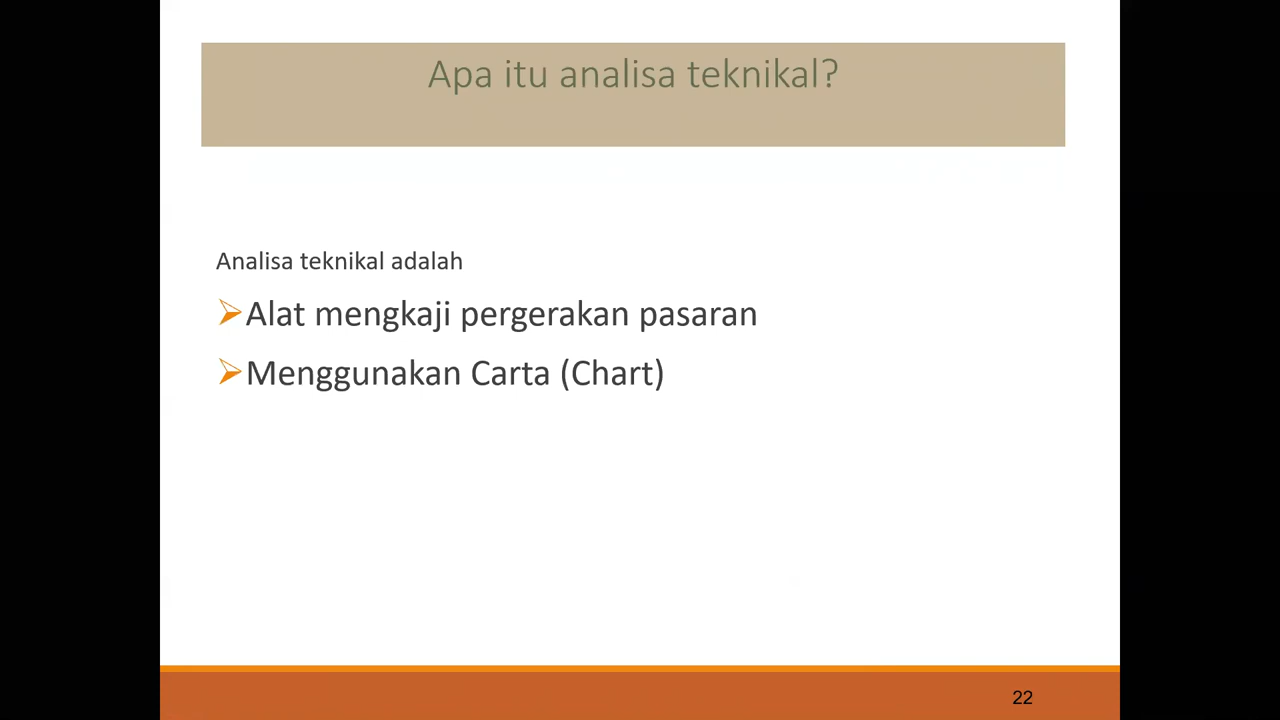 Apa itu analisa teknikal?
Analisa teknikal adalah
Alat mengkaji pergerakan pasaran
Menggunakan Carta (Chart)
22